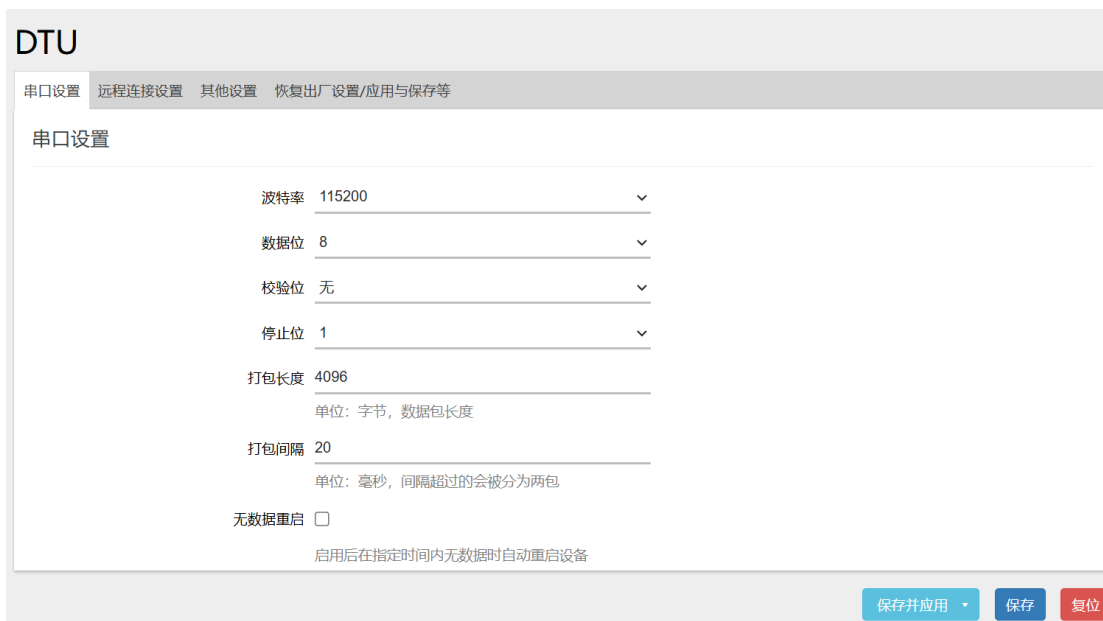 DTU
串口设置 远程连接设置 其他设置 恢复出厂设置/应用与保存等
串口设置
波特率 115200
数据位 8
校验位 无
停止位 1
打包长度 4096
单位：字节，数据包长度
打包间隔 20
单位：毫秒，间隔超过的会被分为两包
无数据重启
启用后在指定时间内无数据时自动重启设备
保存并应用 保存 复位